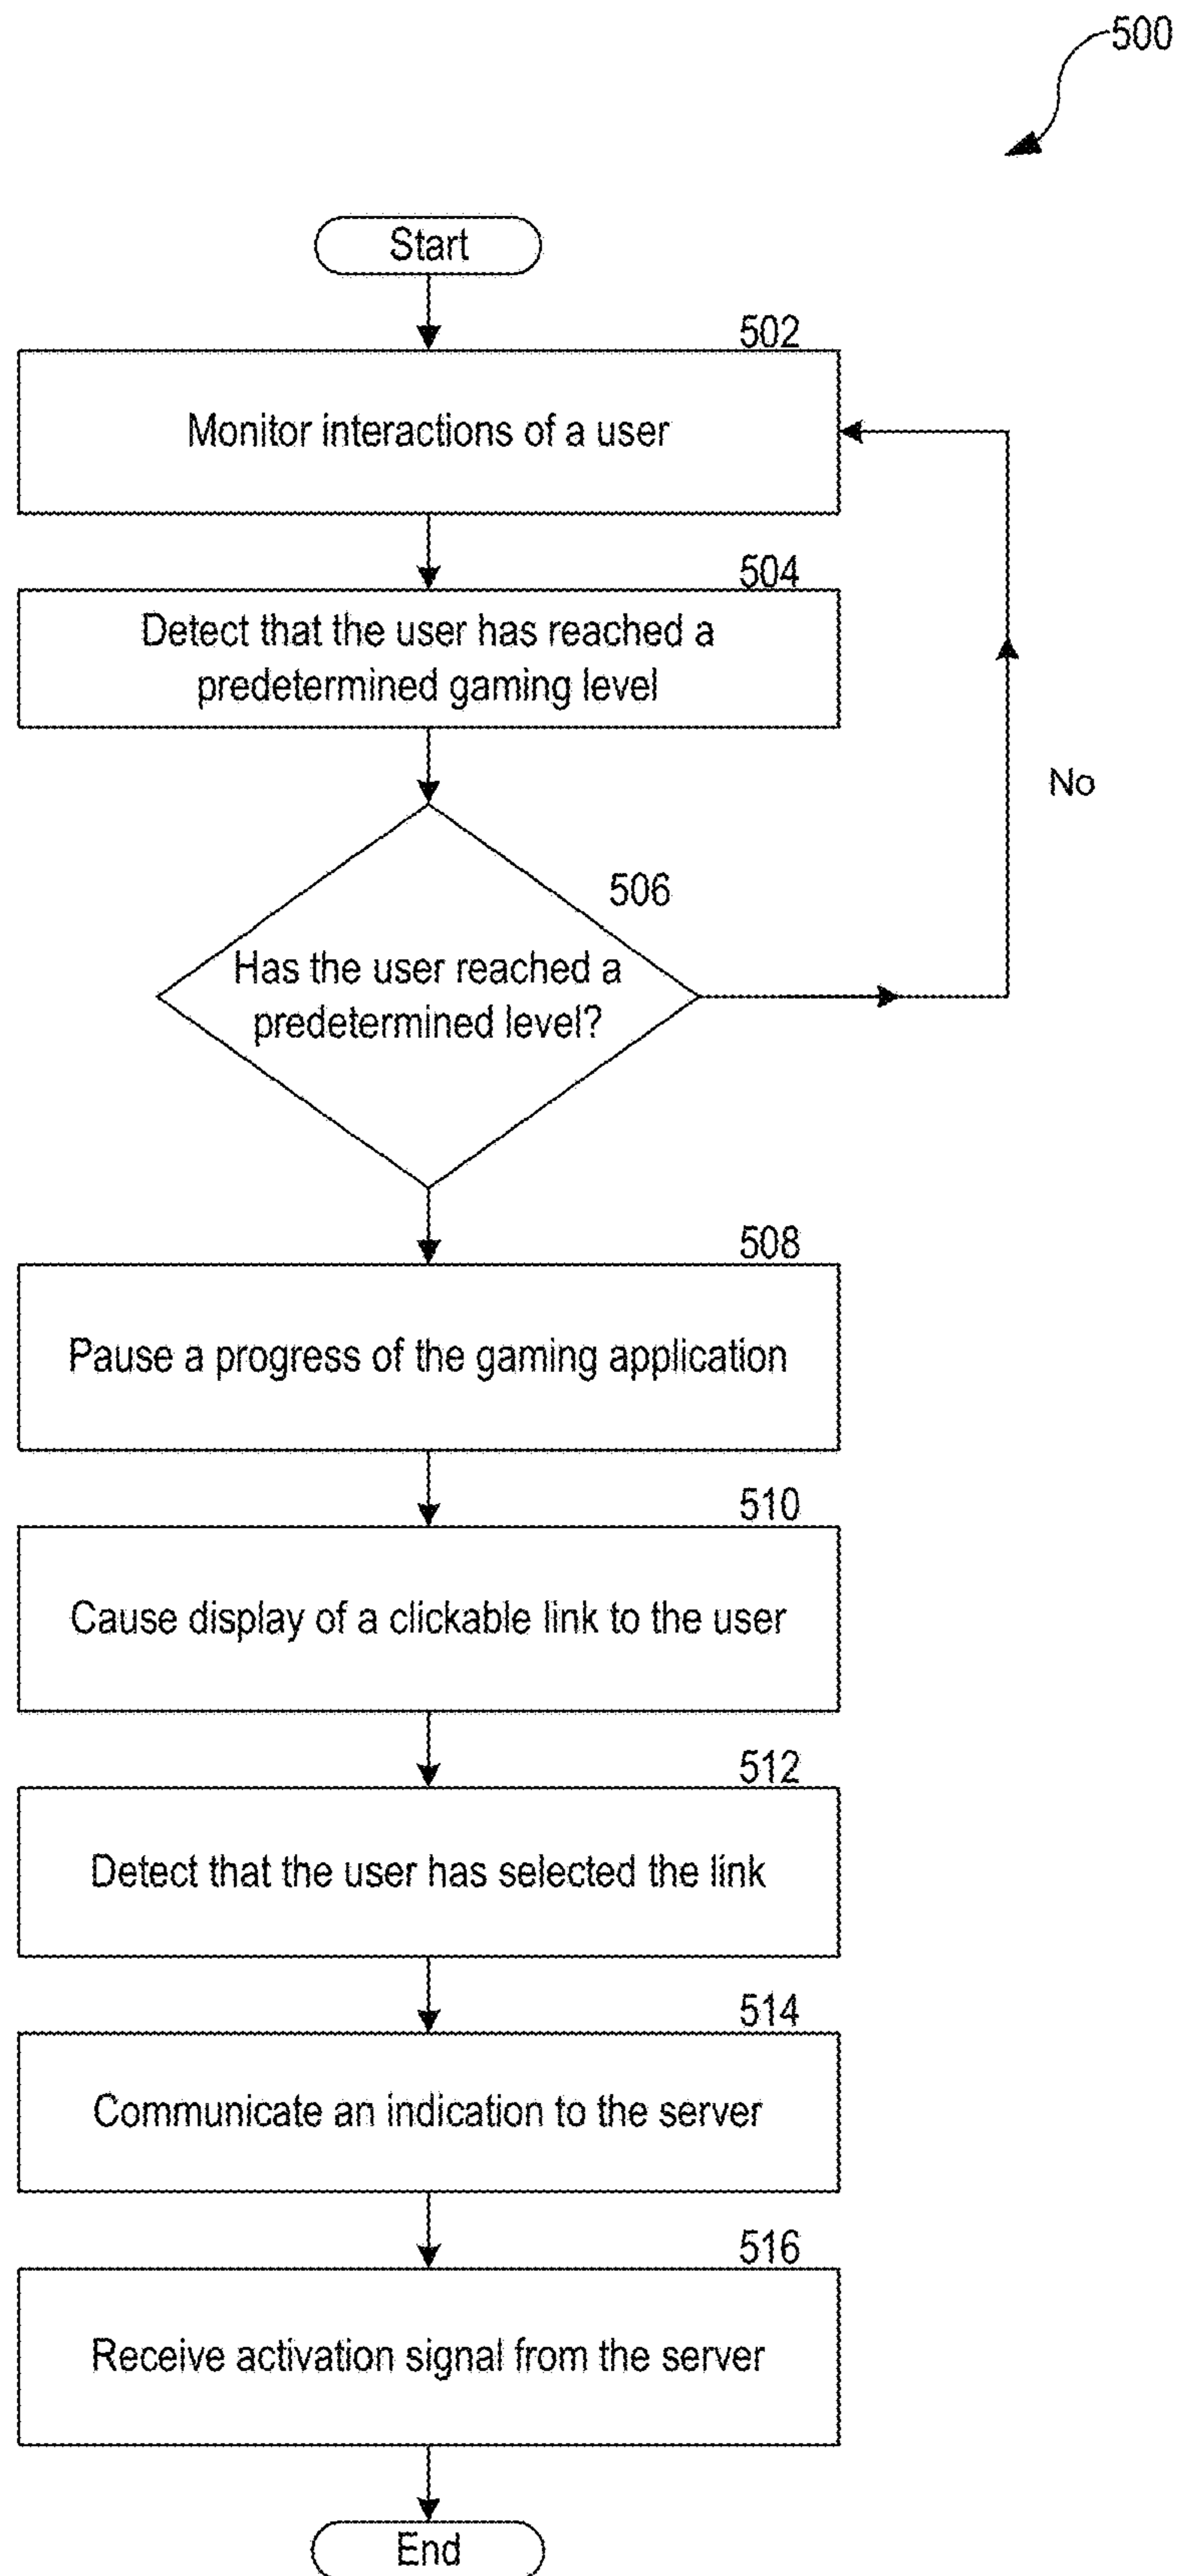 500
Start
502
Monitor interactions of a user
504
Detect that the user has reached a
predetermined gaming level
No
506
Has the user reached a
predetermined level?
508
Pause a progress of the gaming application
510
Cause display of a clickable link to the user
512
Detect that the user has selected the link
514
Communicate an indication to the server
516
Receive activation signal from the server
End